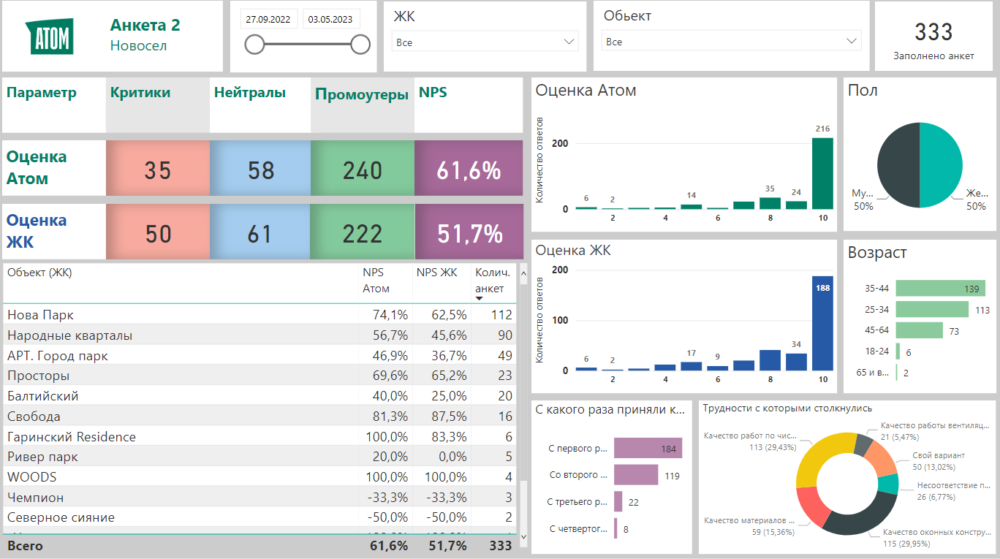 АТОМ
Анкета 2
Новосел
27.09.2022
03.05.2023
ЖК
Все
Обьект
Все
333
Заполнено анкет
Параметр
Критики
Нейтралы
Промоутеры
NPS
Оценка
Атом
35
58
240
61,6%
Оценка
ЖК
50
61
222
51,7%
Объект (ЖК)
NPS
Атом
NPS ЖК
Колич.
анкет
Нова Парк 74,1% 62,5% 112
Народные кварталы 56,7% 45,6% 90
АРТ. Город парк 46,9% 36,7% 49
Просторы 69,6% 65,2% 23
Балтийский 40,0% 25,0% 20
Свобода 81,3% 87,5% 16
Гаринский Residence 100,0% 83,3% 6
Ривер парк 20,0% 0,0% 5
WOODS 100,0% 100,0% 4
Чемпион -33,3% -33,3% 3
Северное сияние -50,0% -50,0% 2
Всего 61,6% 51,7% 333
Оценка Атом
Количество ответов
200
0
6
2
14
35
24
216
2 4 6 8 10
Пол
Му...
50%
Же...
50%
Оценка ЖК
Количество ответов
200
100
0
6
2
17
9
34
188
2 4 6 8 10
Возраст
35-44 139
25-34 113
45-64 73
18-24 6
65 и в... 2
С какого раза приняли к...
С первого р... 184
Со второго ... 119
С третьего р... 22
С четвертог... 8
Трудности с которыми столкнулись
Качество работы вентиляц...
21 (5,47%)
Свой вариант
50 (13,02%)
Несоответствие п...
26 (6,77%)
Качество оконных констру...
115 (29,95%)
Качество материалов ...
59 (15,36%)
Качество работ по чис...
113 (29,43%)